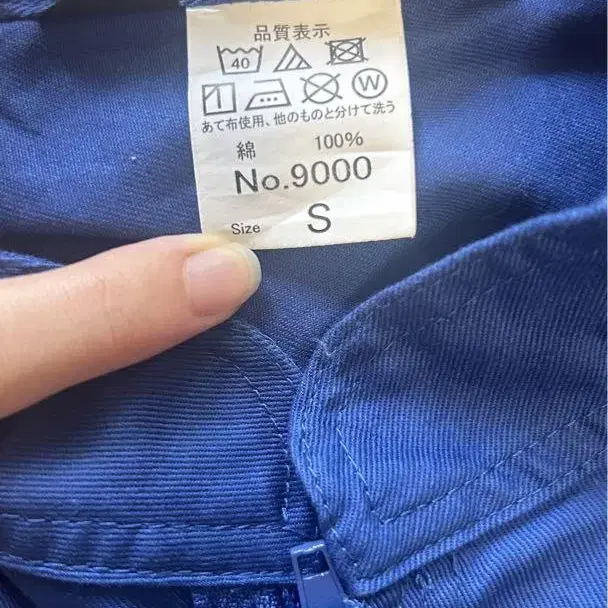 品質表示
40
W
あて布使用、他のものと分けて洗う
綿 100%
No.9000
Size S